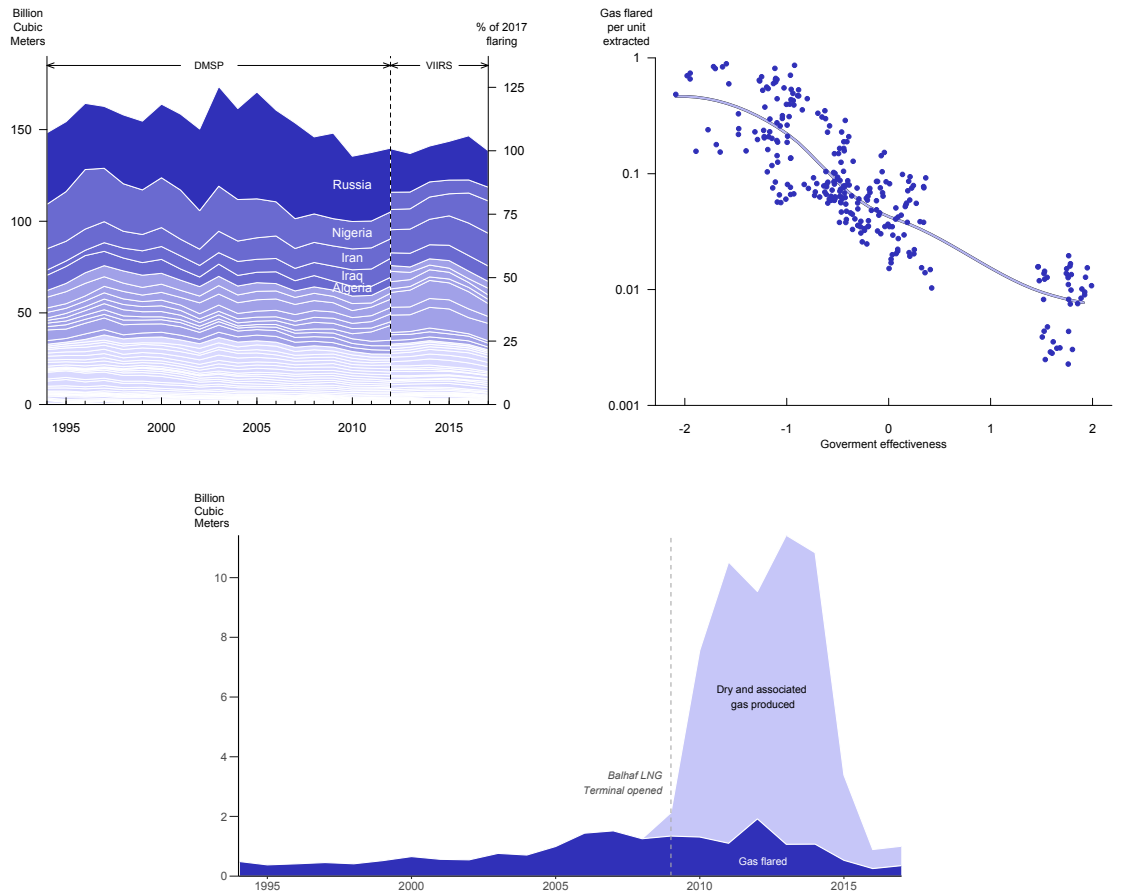 Billion
Cubic
Meters
% of 2017
flaring
DMSP
VIIRS
150
100
50
0
125
100
75
50
25
0
Russia
Nigeria
Iran
Iraq
Algeria
1995
2000
2005
2010
2015
Gas flared
per unit
extracted
1
0.1
0.01
0.001
-2
-1
0
1
2
Goverment effectiveness
Billion
Cubic
Meters
10
8
6
4
2
0
Dry and associated
gas produced
Balhaf LNG
Terminal opened
Gas flared
1995
2000
2005
2010
2015